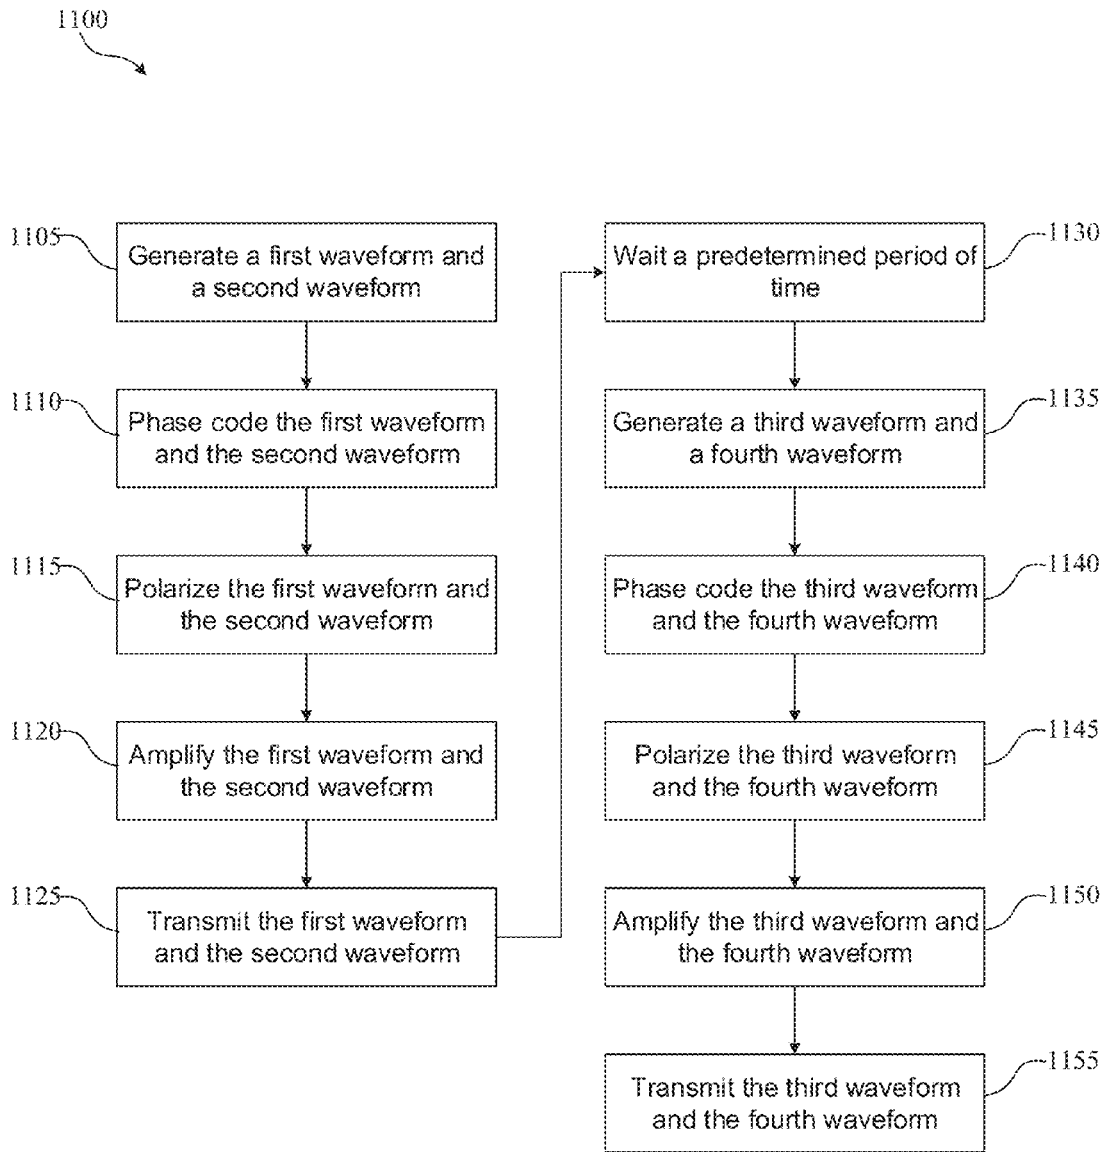 1100
1105
Generate a first waveform and
a second waveform
1110
Phase code the first waveform
and the second waveform
1115
Polarize the first waveform and
the second waveform
1120
Amplify the first waveform and
the second waveform
1125
Transmit the first waveform
and the second waveform
1130
Wait a predetermined period of
time
1135
Generate a third waveform and
a fourth waveform
1140
Phase code the third waveform
and the fourth waveform
1145
Polarize the third waveform
and the fourth waveform
1150
Amplify the third waveform and
the fourth waveform
1155
Transmit the third waveform
and the fourth waveform